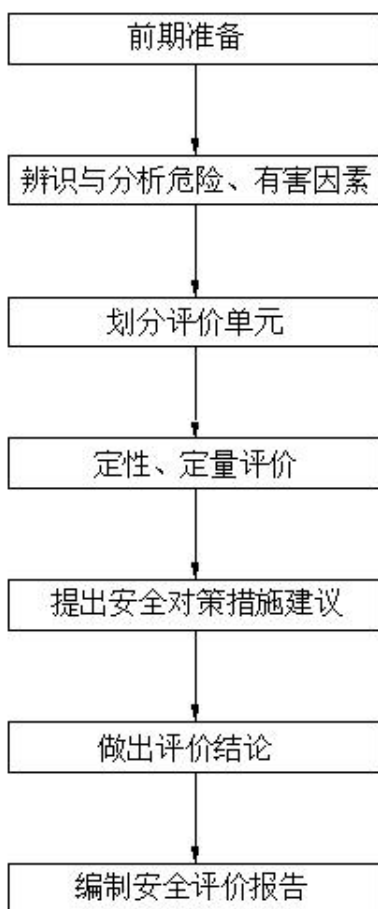 前期准备
辨识与分析危险、有害因素
划分评价单元
定性、定量评价
提出安全对策措施建议
做出评价结论
编制安全评价报告